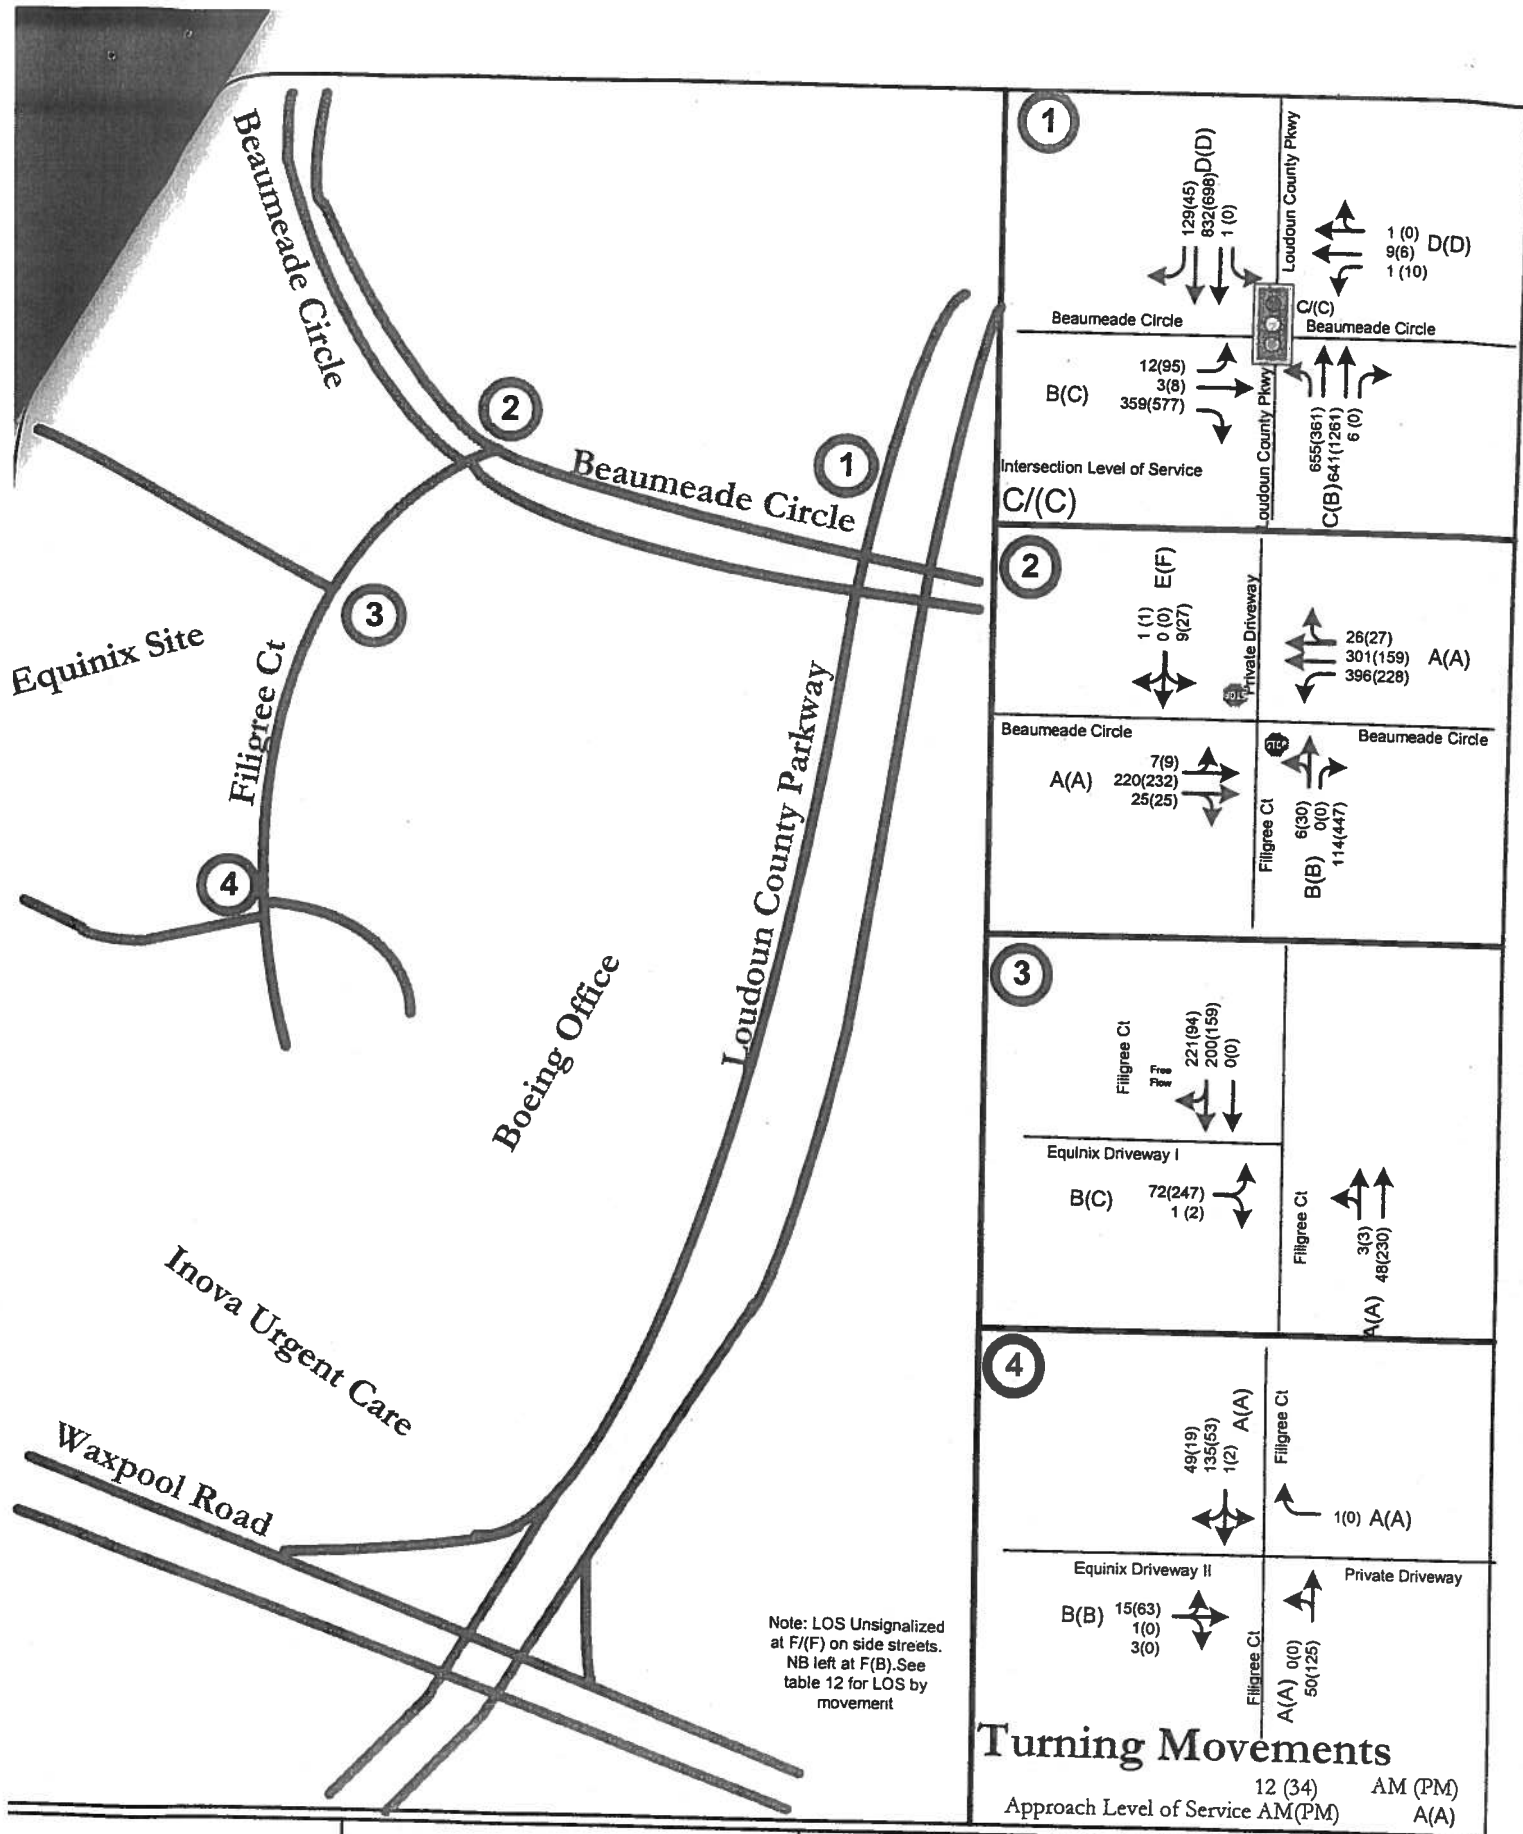 Beaumeade Circle
2
Beaumeade Circle
1
3
Equinix Site
Filigree Ct
4
Loudoun County Parkway
Boeing Office
Inova Urgent Care
Waxpool Road
Note: LOS Unsignalized
at F/(F) on side streets.
NB left at F(B).See
table 12 for LOS by
movement
1
129(45)
832(698)
1 (0)
D(D)
Loudoun County Pkwy
1 (0)
9(6)
1 (10)
D(D)
C/(C)
Beaumeade Circle
Beaumeade Circle
12(95)
3(8)
359(577)
B(C)
Loudoun County Pkwy
655(361)
641(1261)
6 (0)
C(B)
Intersection Level of Service
C/(C)
2
E(F)
1 (1)
0 (0)
9(27)
Private Driveway
26(27)
301(159)
396(228)
A(A)
Beaumeade Circle
STOP
Beaumeade Circle
7(9)
220(232)
25(25)
A(A)
Filigree Ct
6(30)
0(0)
114(447)
B(B)
3
Filigree Ct
Free
Flow
221(94)
200(159)
0(0)
Equinix Driveway I
B(C)
72(247)
1 (2)
Filigree Ct
3(3)
48(230)
A(A)
4
49(19)
135(53)
1(2)
A(A)
Filigree Ct
1(0) A(A)
Equinix Driveway II
Private Driveway
B(B)
15(63)
1(0)
3(0)
Filigree Ct
A(A)
0(0)
50(125)
Turning Movements
12 (34) AM (PM)
Approach Level of Service AM(PM) A(A)